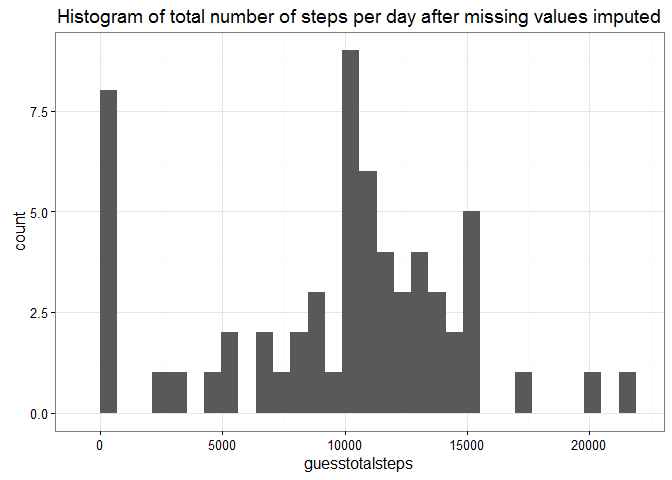 Histogram of total number of steps per day after missing values imputed
7.5
5.0
2.5
0.0
count
0 5000 10000 15000 20000
guesstotalsteps